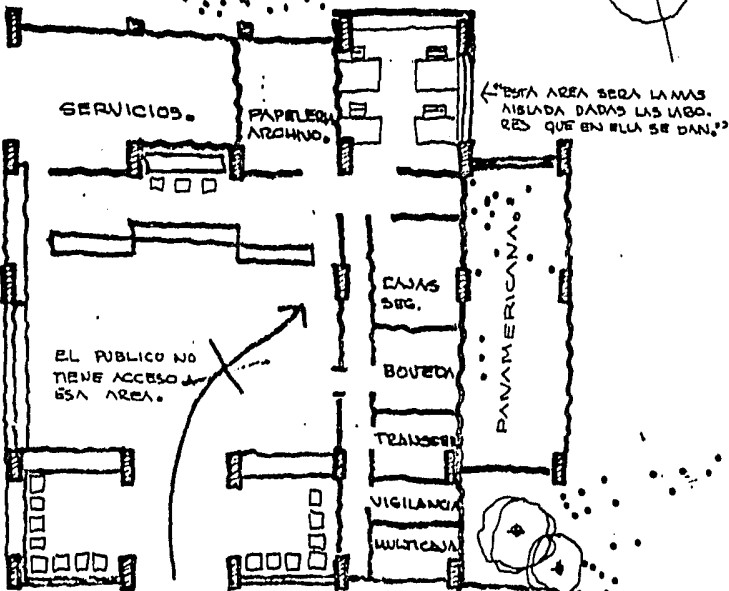 "ESTA AREA SERA LA MAS
AISLADA DADAS LAS LABO.
RES QUE EN ELLA SE DAN."
SERVICIOS.
PAPELERIA
ARCHIVO.
CAJAS
SEG.
PANAMERICANA.
EL PUBLICO NO
TIENE ACCESO A
ESA AREA.
BOVEDA
VIGILANCIA
MULTICAJA